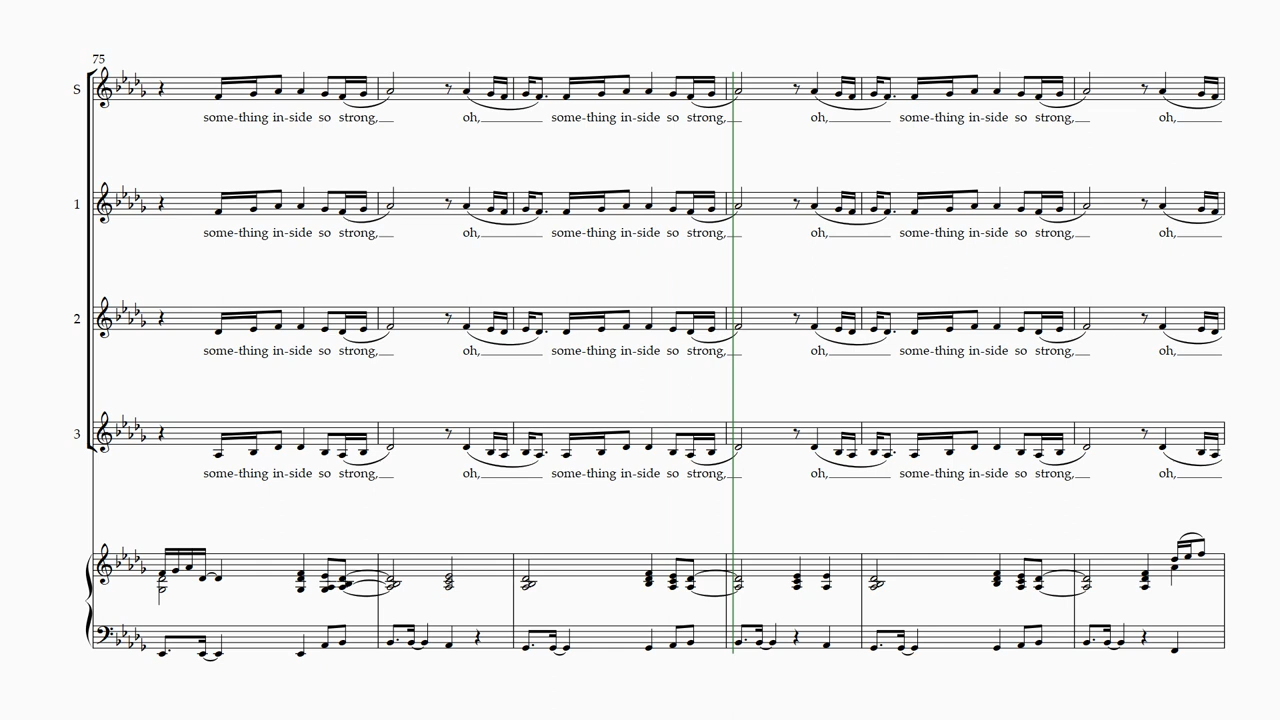 75
S
some-thing in-side so strong, oh, some-thing in-side so strong, oh, some-thing in-side so strong, oh,
1
some-thing in-side so strong, oh, some-thing in-side so strong, oh, some-thing in-side so strong, oh,
2
some-thing in-side so strong, oh, some-thing in-side so strong, oh, some-thing in-side so strong, oh,
3
some-thing in-side so strong, oh, some-thing in-side so strong, oh, some-thing in-side so strong, oh,